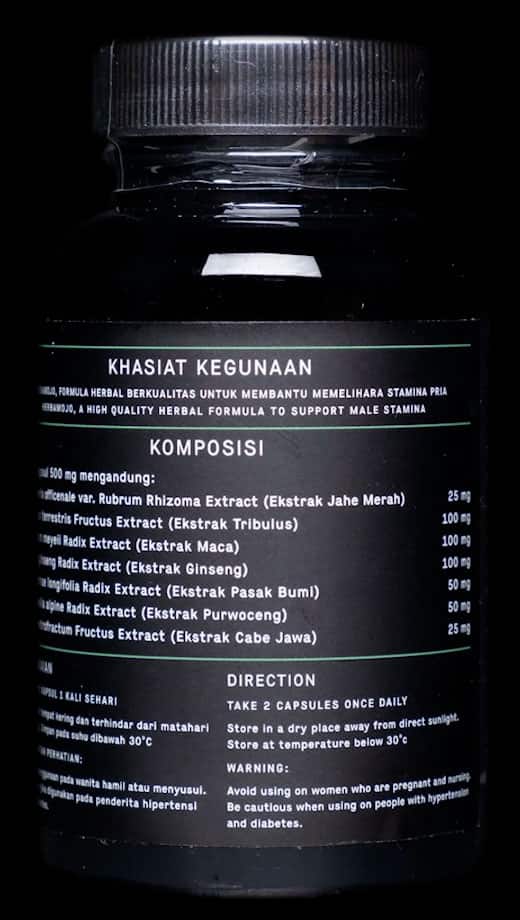 KHASIAT KEGUNAAN
FORMULA HERBAL BERKUALITAS UNTUK MEMBANTU MEMELIHARA STAMINA PRIA
HERBAMOJO, A HIGH QUALITY HERBAL FORMULA TO SUPPORT MALE STAMINA
KOMPOSISI
500 mg mengandung:
officenale var. Rubrum Rhizoma Extract (Ekstrak Jahe Merah) 25 mg
terrestris Fructus Extract (Ekstrak Tribulus) 100 mg
meyeii Radix Extract (Ekstrak Maca) 100 mg
Radix Extract (Ekstrak Ginseng) 100 mg
longifolia Radix Extract (Ekstrak Pasak Bumi) 50 mg
alpine Radix Extract (Ekstrak Purwoceng) 50 mg
Fructus Extract (Ekstrak Cabe Jawa) 25 mg
1 KALI SEHARI
kering dan terhindar dari matahari
pada suhu dibawah 30°C
PERHATIAN:
pada wanita hamil atau menyusui.
digunakan pada penderita hipertensi
DIRECTION
TAKE 2 CAPSULES ONCE DAILY
Store in a dry place away from direct sunlight.
Store at temperature below 30°c
WARNING:
Avoid using on women who are pregnant and nursing.
Be cautious when using on people with hypertension
and diabetes.